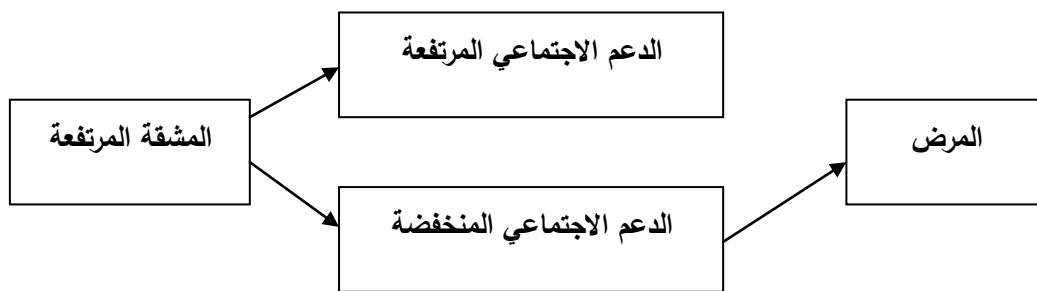 الدعم الاجتماعي المرتفعة
المشقة المرتفعة
المرض
الدعم الاجتماعي المنخفضة